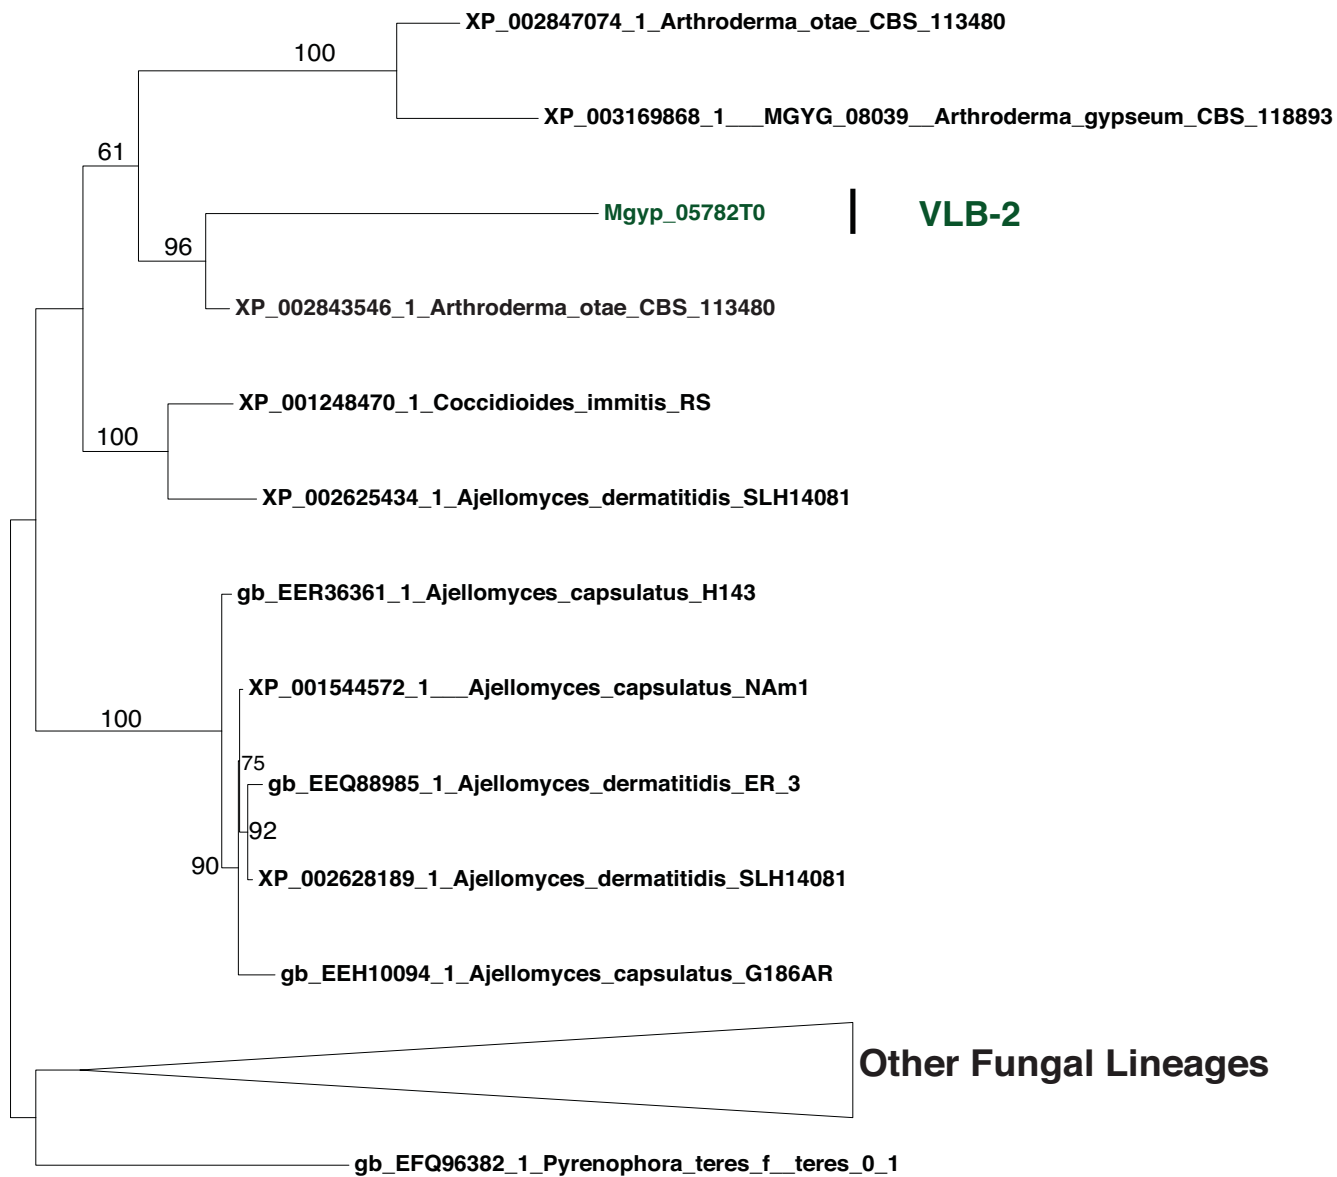 XP_002847074_1_Arthroderma_otae_CBS_113480
100
XP_003169868_1___MGYG_08039__Arthroderma_gypseum_CBS_118893
61
Mgyp_05782T0 VLB-2
96
XP_002843546_1_Arthroderma_otae_CBS_113480
XP_001248470_1_Coccidioides_immitis_RS
100
XP_002625434_1_Ajellomyces_dermatitidis_SLH14081
gb_EER36361_1_Ajellomyces_capsulatus_H143
XP_001544572_1___Ajellomyces_capsulatus_NAm1
100
75
gb_EEQ88985_1_Ajellomyces_dermatitidis_ER_3
92
90
XP_002628189_1_Ajellomyces_dermatitidis_SLH14081
gb_EEH10094_1_Ajellomyces_capsulatus_G186AR
Other Fungal Lineages
gb_EFQ96382_1_Pyrenophora_teres_f__teres_0_1